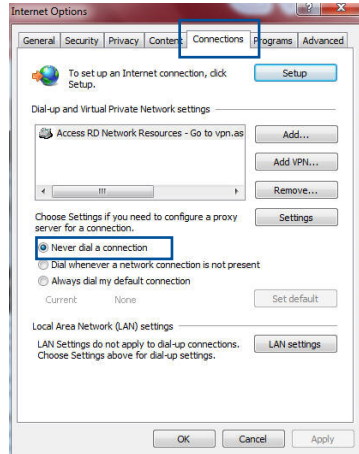 Internet Options
General Security Privacy Content Connections Programs Advanced
To set up an Internet connection, click
Setup.
Setup
Dial-up and Virtual Private Network settings
Access RD Network Resources - Go to vpn.as
Add...
Add VPN...
Remove...
Choose Settings if you need to configure a proxy
server for a connection.
Settings
Never dial a connection
Dial whenever a network connection is not present
Always dial my default connection
Current None
Set default
Local Area Network (LAN) settings
LAN Settings do not apply to dial-up connections.
Choose Settings above for dial-up settings.
LAN settings
OK Cancel Apply